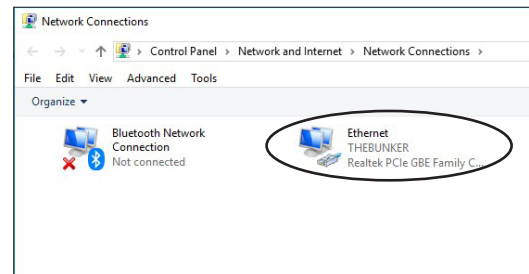 Network Connections
Control Panel > Network and Internet > Network Connections >
File Edit View Advanced Tools
Organize
Bluetooth Network
Connection
Not connected
Ethernet
THEBUNKER
Realtek PCIe GBE Family C...